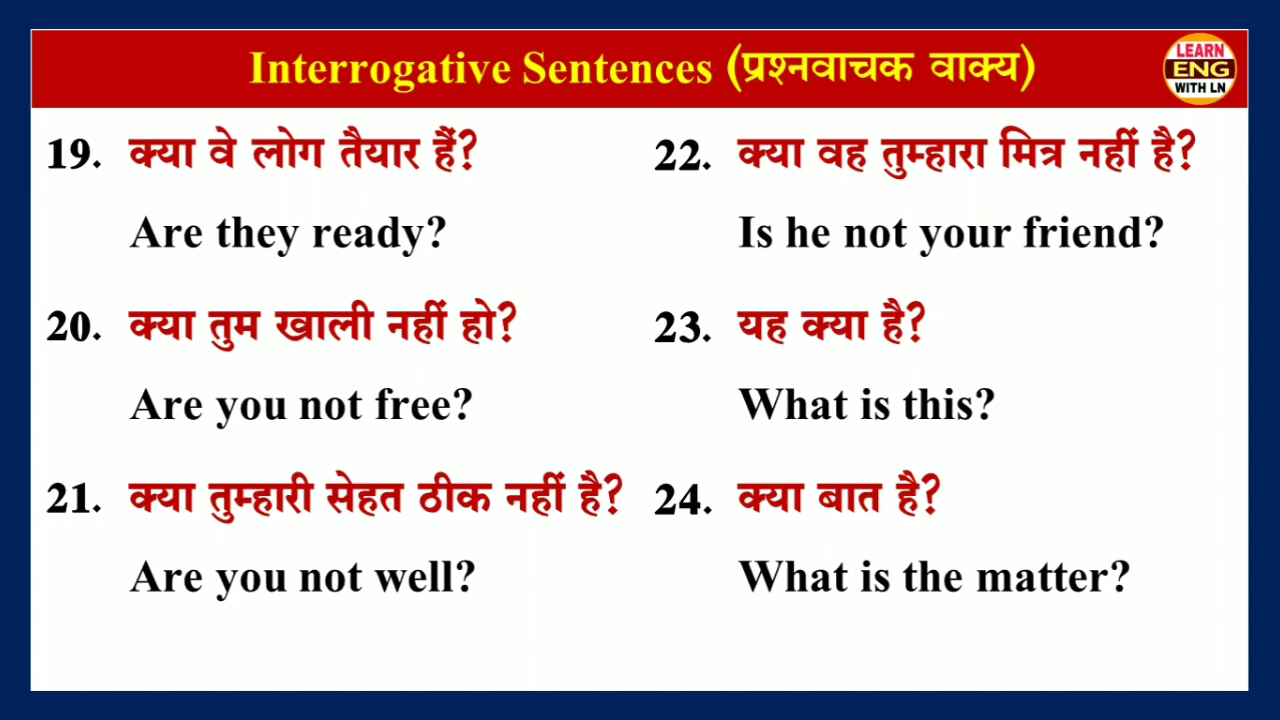 Interrogative Sentences (प्रश्नवाचक वाक्य)
LEARN
ENG
WITH LN
19. क्या वे लोग तैयार हैं?
Are they ready?
20. क्या तुम खाली नहीं हो?
Are you not free?
21. क्या तुम्हारी सेहत ठीक नहीं है?
Are you not well?
22. क्या वह तुम्हारा मित्र नहीं है?
Is he not your friend?
23. यह क्या है?
What is this?
24. क्या बात है?
What is the matter?